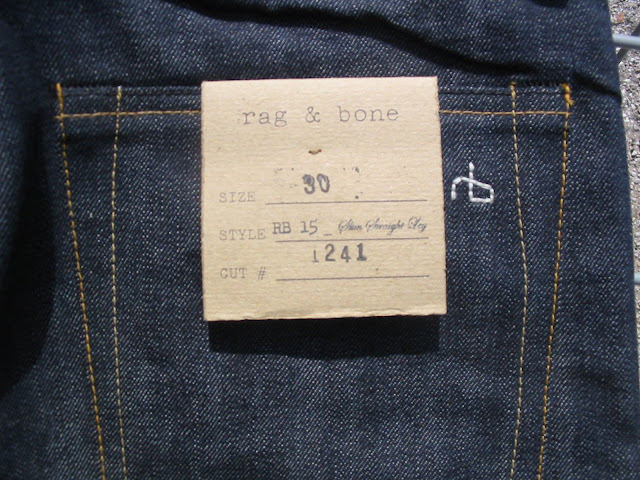 rag & bone
SIZE 30
STYLE RB 15 _ Slim Straight Leg
CUT # 1241